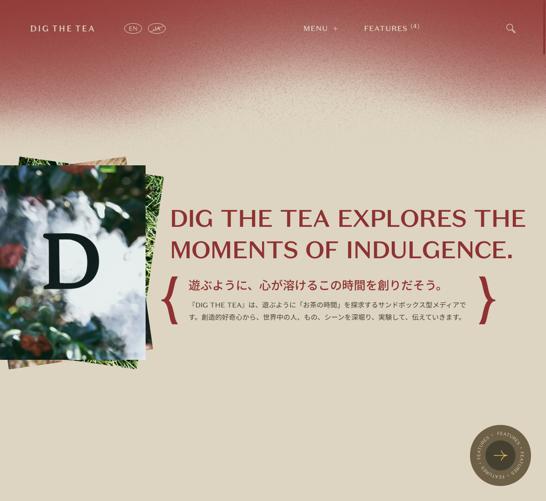 DIG THE TEA
EN
JA
MENU +
FEATURES (4)
D
DIG THE TEA EXPLORES THE
MOMENTS OF INDULGENCE.
遊ぶように、心が溶けるこの時間を創りだそう。
『DIG THE TEA』は、遊ぶように「お茶の時間」を探求するサンドボックス型メディアで
す。創造的好奇心から、世界中の人、もの、シーンを深堀り、実験して、伝えていきます。
FEATURES • FEATURES • FEATURES • FEATURES •